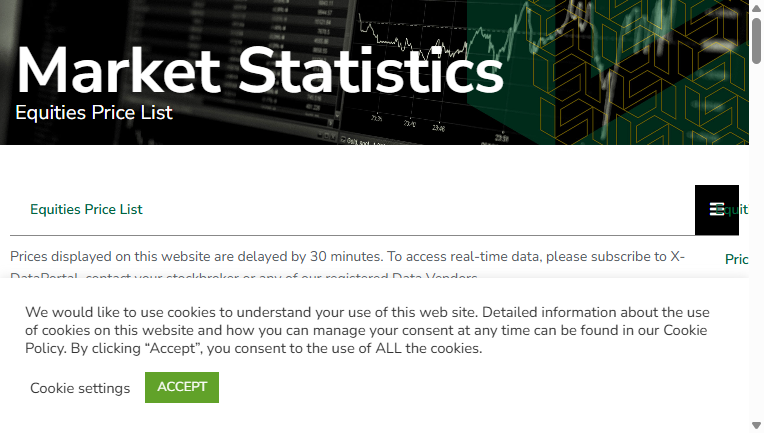 Market Statistics
Equities Price List
Equities Price List
Equit
Prices displayed on this website are delayed by 30 minutes. To access real-time data, please subscribe to X-
Pric
DataPortal, contact your stockbroker or any of our registered Data Vendors.
We would like to use cookies to understand your use of this web site. Detailed information about the use
of cookies on this website and how you can manage your consent at any time can be found in our Cookie
Policy. By clicking “Accept”, you consent to the use of ALL the cookies.
Cookie settings
ACCEPT